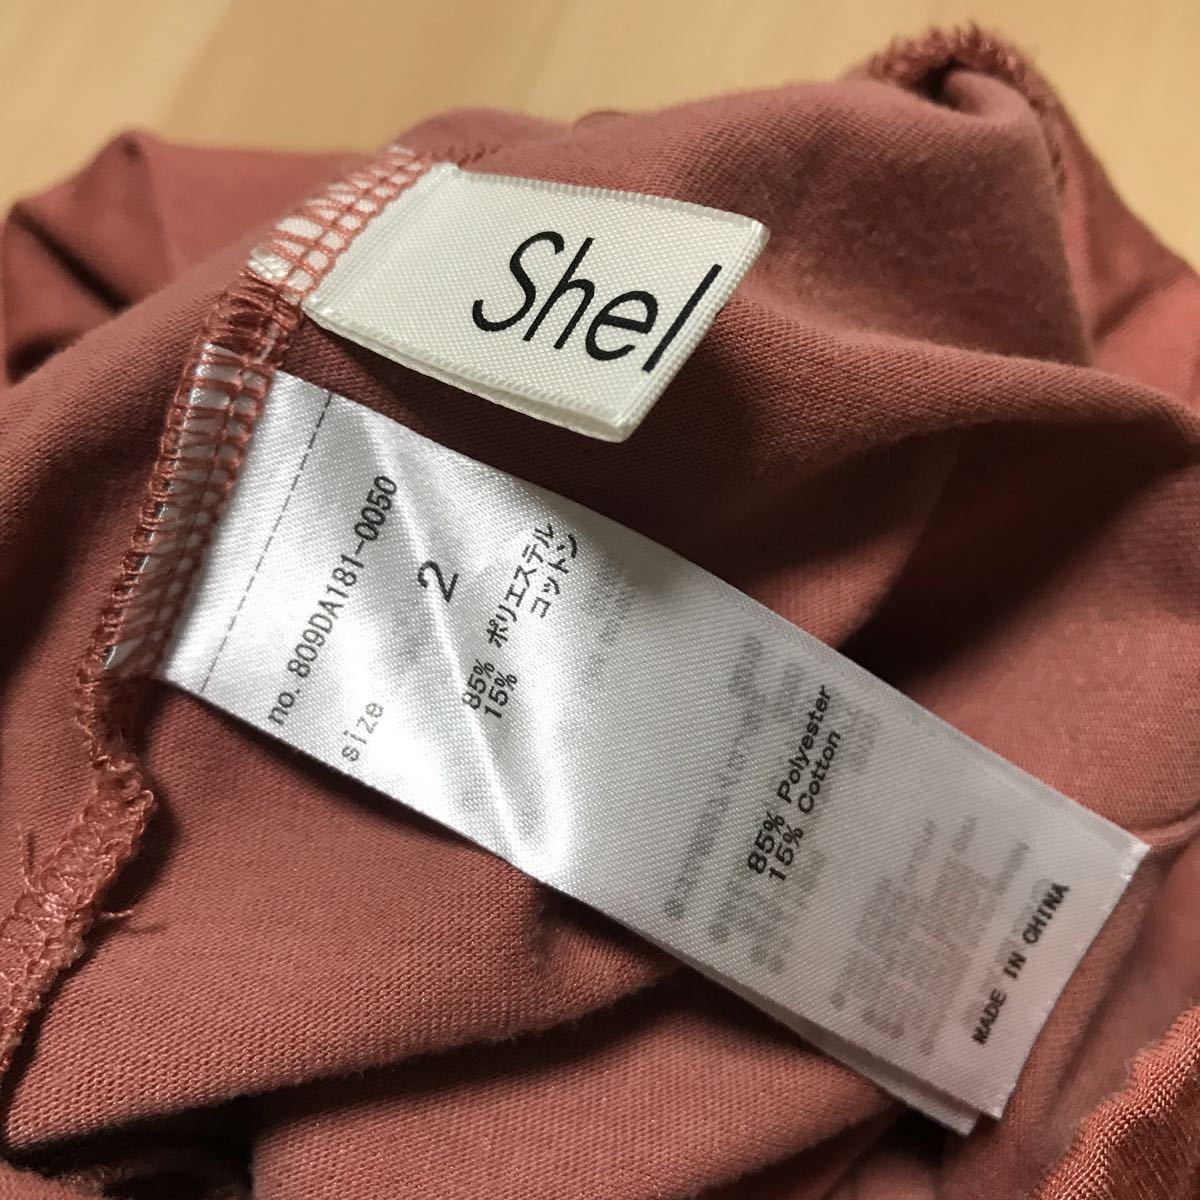 Shel
no.809DA181-0050
size 2
85% ポリエステル
15% コットン
85% Polyester
15% Cotton
MADE IN CHINA